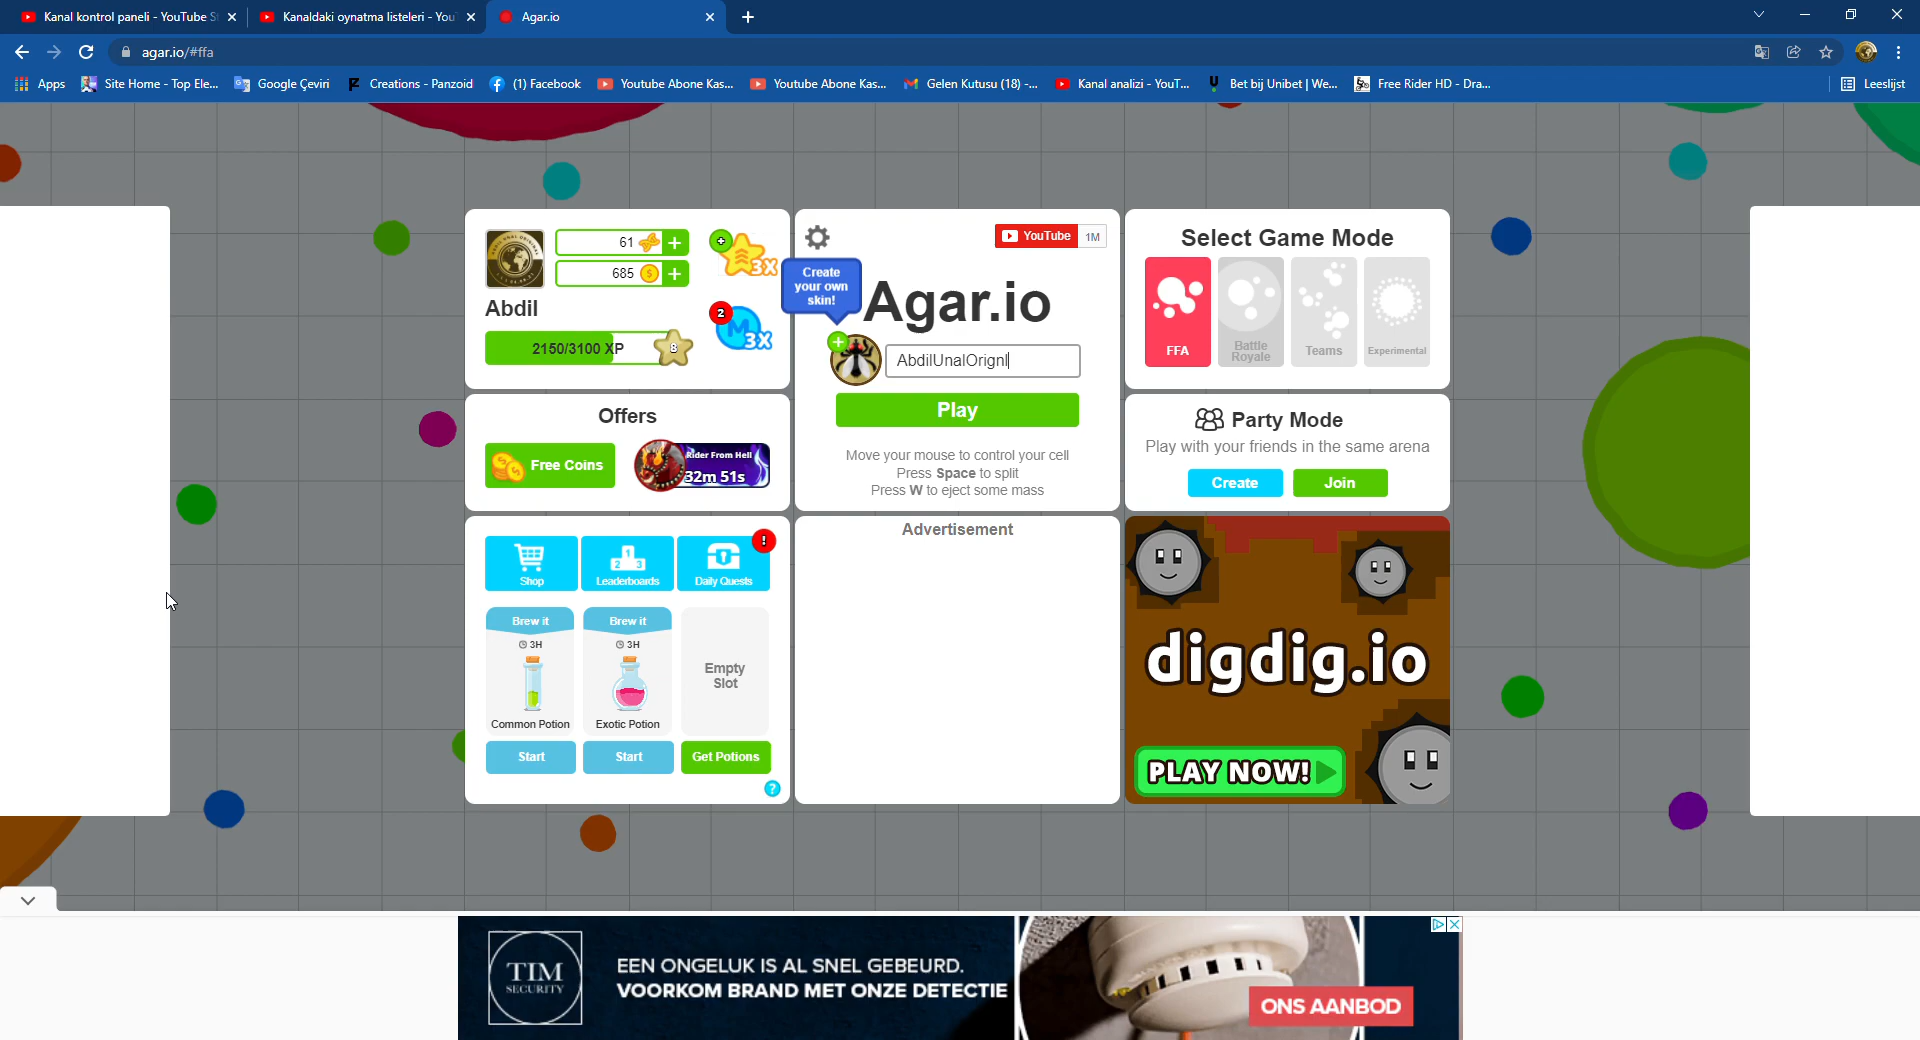 Kanal kontrol paneli - YouTube S
Kanaldaki oynatma listeleri - You
Agar.io
agar.io/#ffa
Apps
Site Home - Top Ele...
Google Çeviri
Creations - Panzoid
(1) Facebook
Youtube Abone Kas...
Youtube Abone Kas...
Gelen Kutusu (18) -...
Kanal analizi - YouT...
Bet bij Unibet | We...
Free Rider HD - Dra...
Leeslijst
61
685
3X
Abdil
2
M
3X
2150/3100 XP
8
YouTube 1M
Create
your own
skin!
Agar.io
AbdilUnalOrignl
Play
Move your mouse to control your cell
Press Space to split
Press W to eject some mass
Select Game Mode
FFA
Battle
Royale
Teams
Experimental
Party Mode
Play with your friends in the same arena
Create
Join
Offers
Free Coins
Rider From Hell
32m 51s
Shop
Leaderboards
Daily Quests
!
Brew it
3H
Common Potion
Start
Brew it
3H
Exotic Potion
Start
Empty
Slot
Get Potions
?
Advertisement
digdig.io
PLAY NOW!
TIM
SECURITY
EEN ONGELUK IS AL SNEL GEBEURD.
VOORKOM BRAND MET ONZE DETECTIE
ONS AANBOD